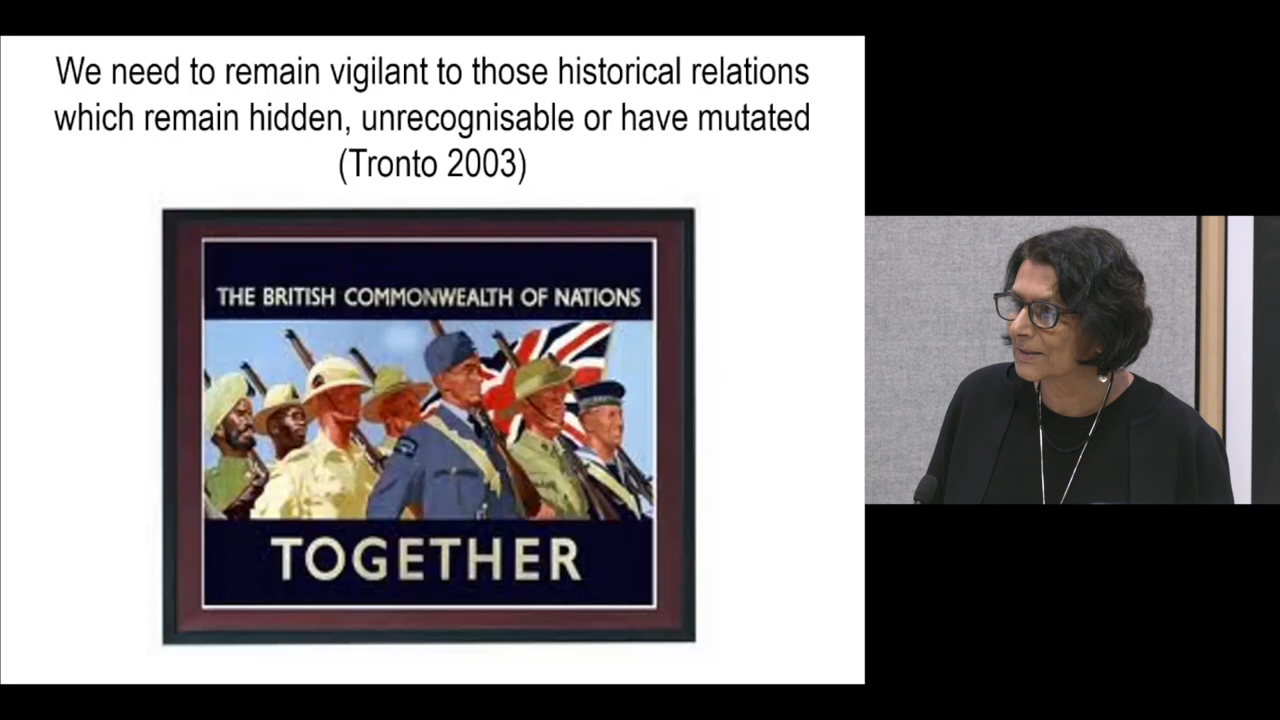 We need to remain vigilant to those historical relations
which remain hidden, unrecognisable or have mutated
(Tronto 2003)
THE BRITISH COMMONWEALTH OF NATIONS
TOGETHER